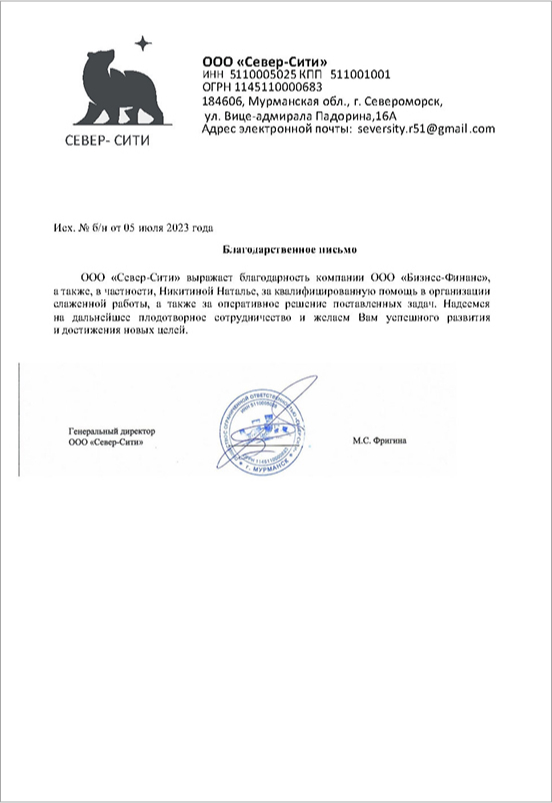 ООО «Север-Сити»
ИНН 5110005025 КПП 511001001
ОГРН 1145110000683
184606, Мурманская обл., г. Североморск,
ул. Вице-адмирала Падорина,16А
Адрес электронной почты: seversity.r51@gmail.com
СЕВЕР- СИТИ
Исх. № б/н от 05 июля 2023 года
Благодарственное письмо
ООО «Север-Сити» выражает благодарность компании ООО «Бизнес-Финанс»,
а также, в частности, Никитиной Наталье, за квалифицированную помощь в организации
слаженной работы, а также за оперативное решение поставленных задач. Надеемся
на дальнейшее плодотворное сотрудничество и желаем Вам успешного развития
и достижения новых целей.
Генеральный директор
ООО «Север-Сити»
М.С. Фригина
ОГРАНИЧЕННОЙ ОТВЕТСТВЕННОСТЬЮ
г. МУРМАНСК